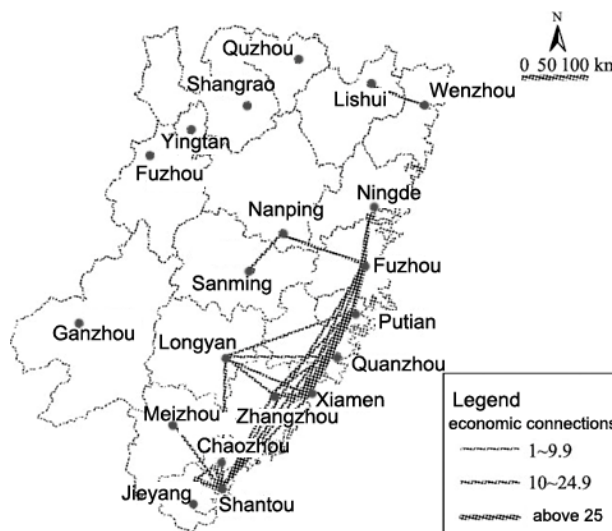 N
0 50 100 km
Quzhou
Shangrao
Lishui
Wenzhou
Yingtan
Fuzhou
Ningde
Nanping
Fuzhou
Sanming
Putian
Ganzhou
Longyan
Quanzhou
Xiamen
Meizhou
Zhangzhou
Chaozhou
Jieyang
Shantou
Legend
economic connections
1~9.9
10~24.9
above 25